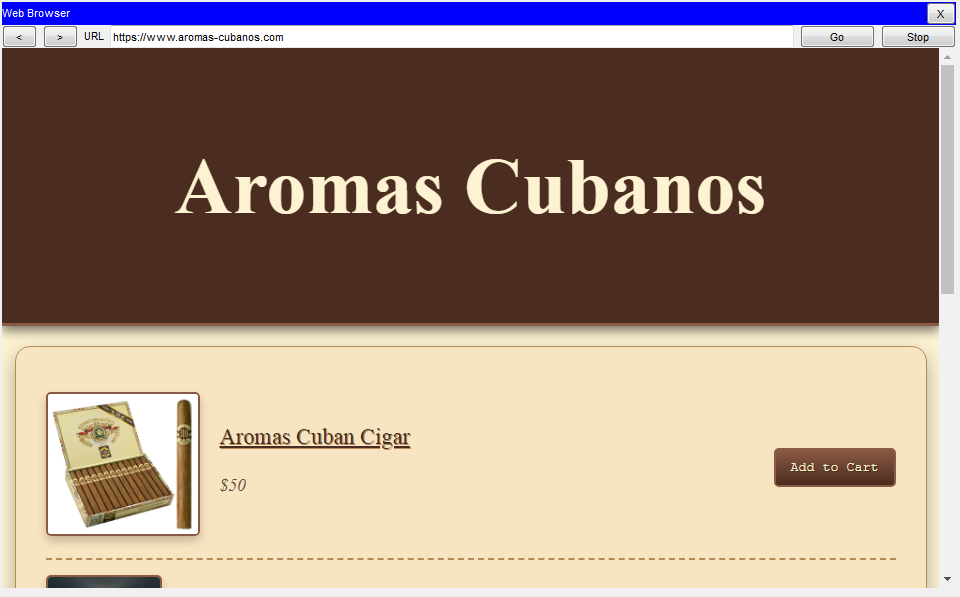 Web Browser
X
< > URL https://www.aromas-cubanos.com Go Stop
Aromas Cubanos
Aromas Cuban Cigar
$50
Add to Cart